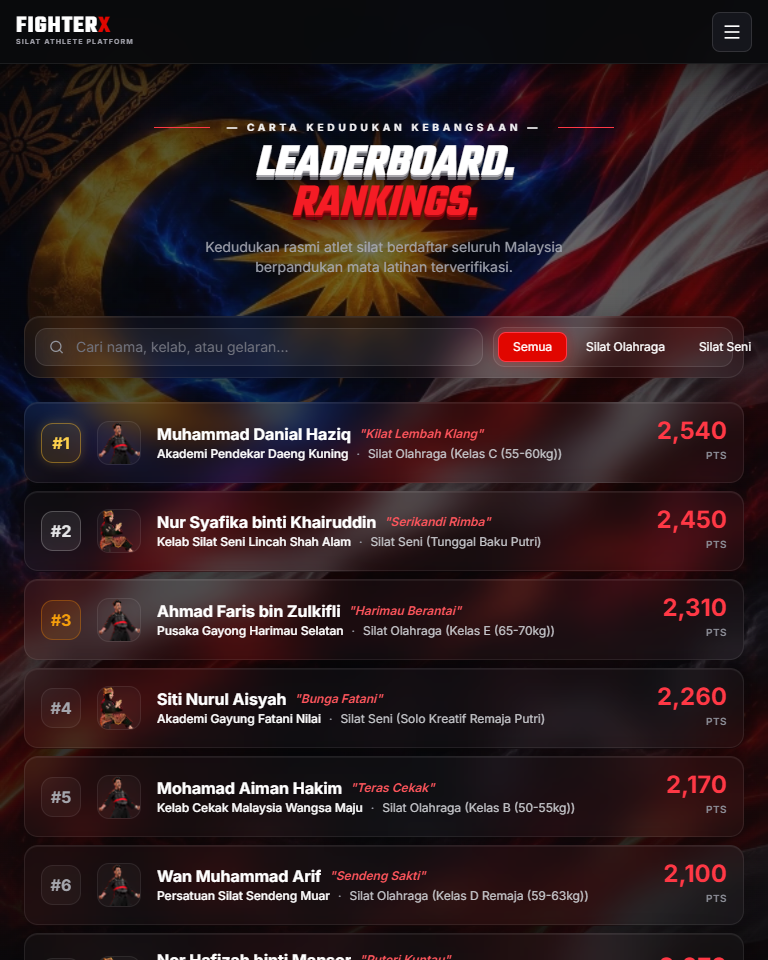 FIGHTERX
SILAT ATHLETE PLATFORM
— CARTA KEDUDUKAN KEBANGSAAN —
LEADERBOARD.
RANKINGS.
Kedudukan rasmi atlet silat berdaftar seluruh Malaysia
berpandukan mata latihan terverifikasi.
Cari nama, kelab, atau gelaran...
Semua
Silat Olahraga
Silat Seni
#1
Muhammad Danial Haziq "Kilat Lembah Klang"
Akademi Pendekar Daeng Kuning · Silat Olahraga (Kelas C (55-60kg))
2,540
PTS
#2
Nur Syafika binti Khairuddin "Serikandi Rimba"
Kelab Silat Seni Lincah Shah Alam · Silat Seni (Tunggal Baku Putri)
2,450
PTS
#3
Ahmad Faris bin Zulkifli "Harimau Berantai"
Pusaka Gayong Harimau Selatan · Silat Olahraga (Kelas E (65-70kg))
2,310
PTS
#4
Siti Nurul Aisyah "Bunga Fatani"
Akademi Gayung Fatani Nilai · Silat Seni (Solo Kreatif Remaja Putri)
2,260
PTS
#5
Mohamad Aiman Hakim "Teras Cekak"
Kelab Cekak Malaysia Wangsa Maju · Silat Olahraga (Kelas B (50-55kg))
2,170
PTS
#6
Wan Muhammad Arif "Sendeng Sakti"
Persatuan Silat Sendeng Muar · Silat Olahraga (Kelas D Remaja (59-63kg))
2,100
PTS
Nor Hafizah binti Mansor "Puteri Kuntau"